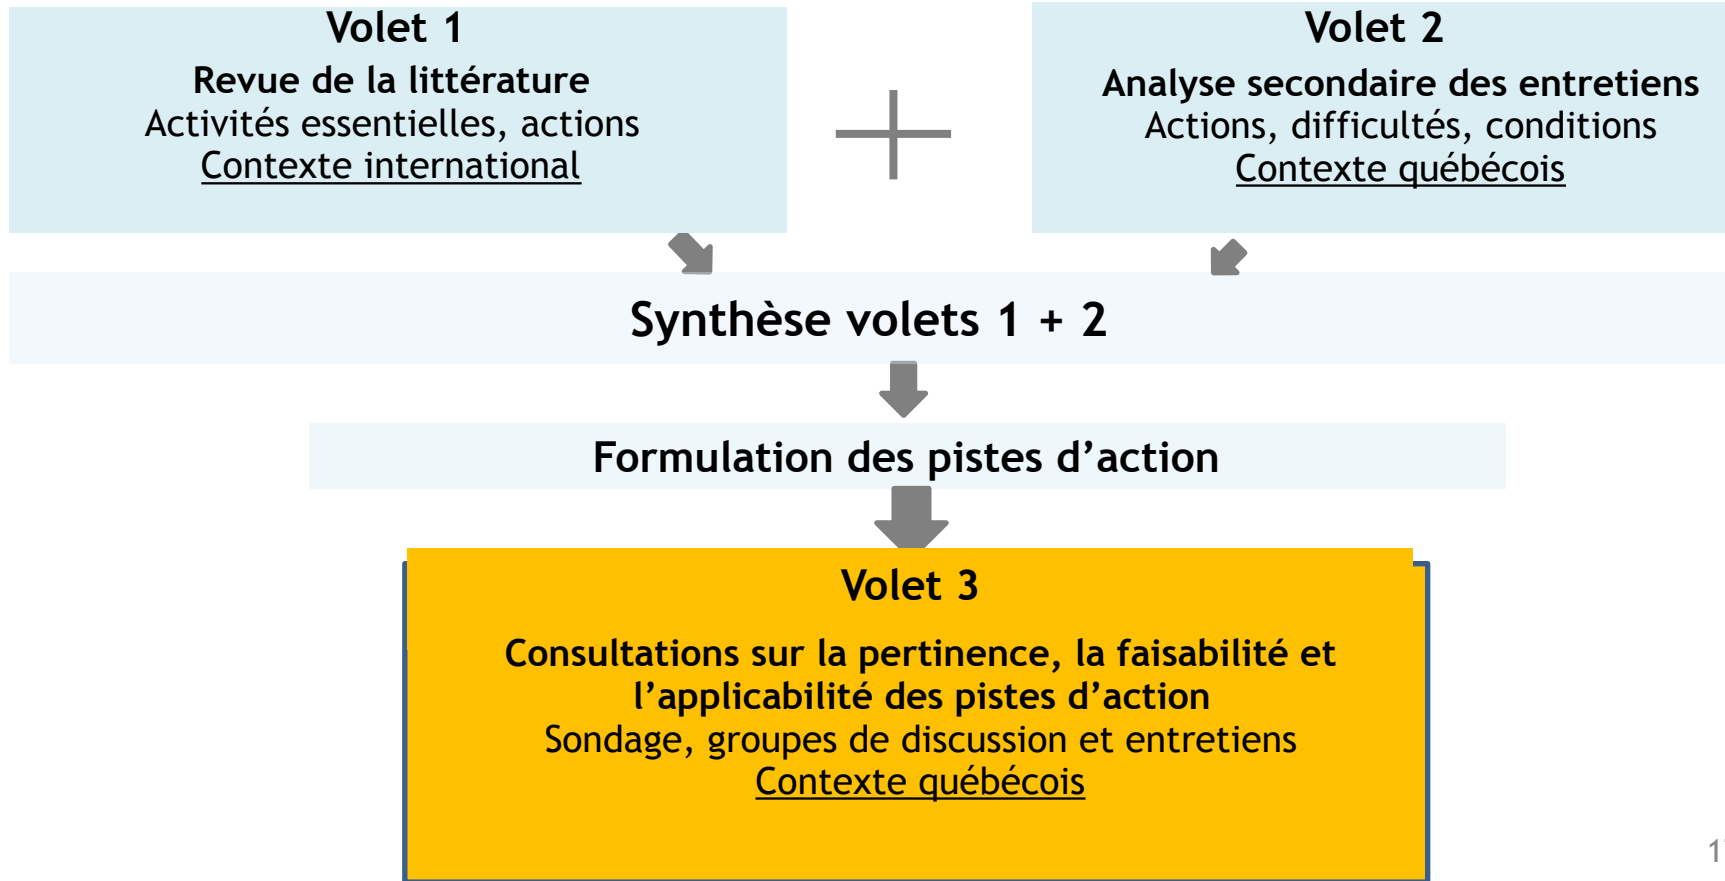 Volet 1
Revue de la littérature
Activités essentielles, actions
Contexte international
Volet 2
Analyse secondaire des entretiens
Actions, difficultés, conditions
Contexte québécois
Synthèse volets 1 + 2
Formulation des pistes d’action
Volet 3
Consultations sur la pertinence, la faisabilité et
l’applicabilité des pistes d’action
Sondage, groupes de discussion et entretiens
Contexte québécois